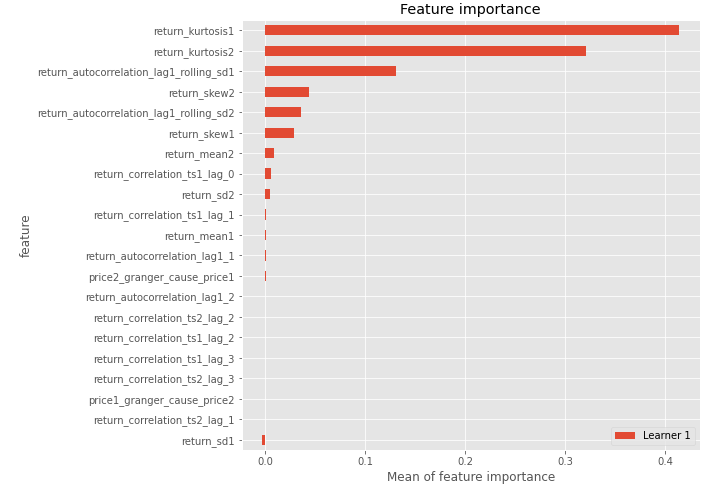 Feature importance
return_kurtosis1
return_kurtosis2
return_autocorrelation_lag1_rolling_sd1
return_skew2
return_autocorrelation_lag1_rolling_sd2
return_skew1
return_mean2
return_correlation_ts1_lag_0
return_sd2
return_correlation_ts1_lag_1
return_mean1
return_autocorrelation_lag1_1
price2_granger_cause_price1
return_autocorrelation_lag1_2
return_correlation_ts2_lag_2
return_correlation_ts1_lag_2
return_correlation_ts1_lag_3
return_correlation_ts2_lag_3
price1_granger_cause_price2
return_correlation_ts2_lag_1
return_sd1
feature
Learner 1
0.0 0.1 0.2 0.3 0.4
Mean of feature importance